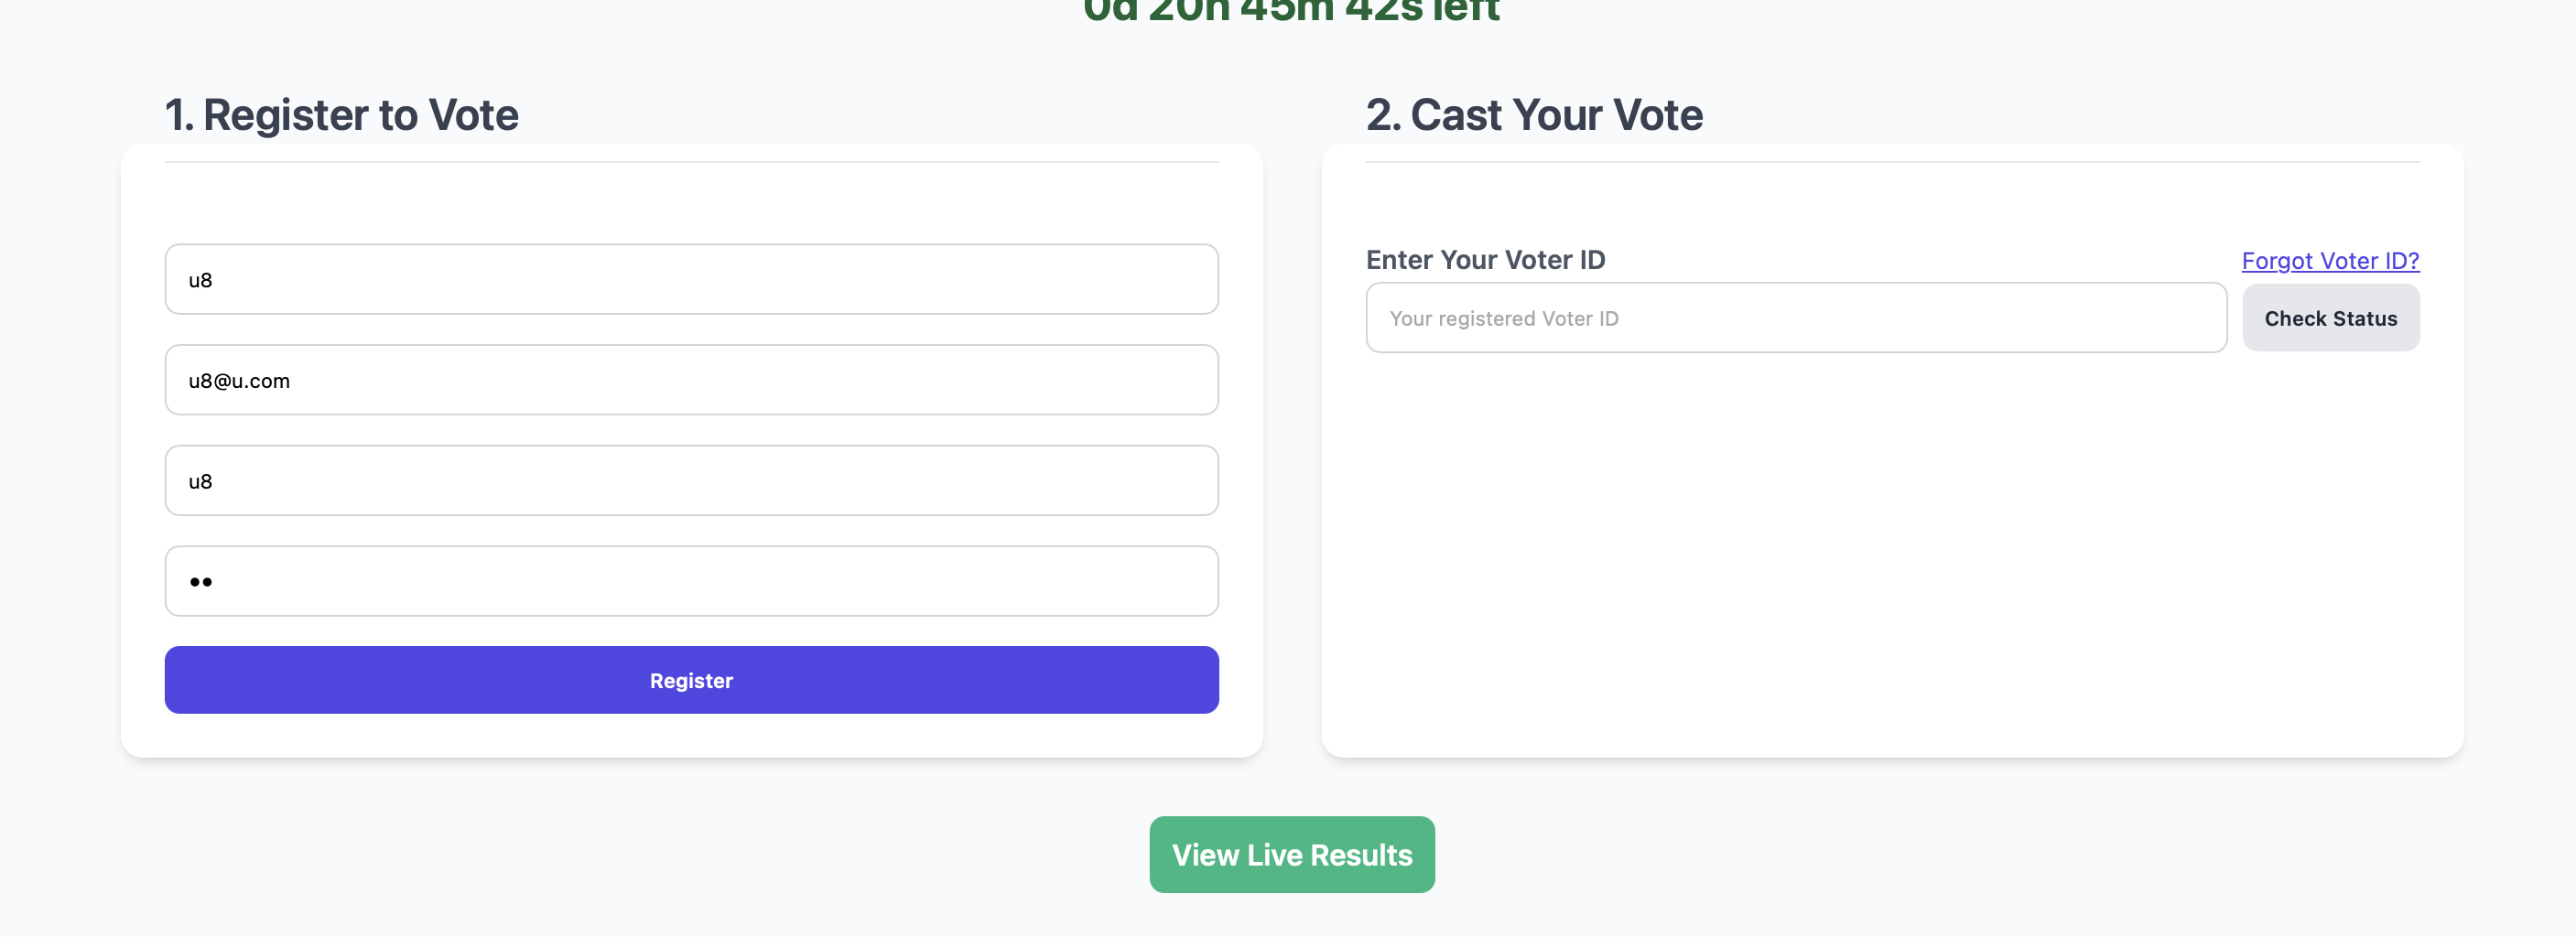 0d 20h 45m 42s left
1. Register to Vote
u8
u8@u.com
u8
••
Register
2. Cast Your Vote
Enter Your Voter ID
Forgot Voter ID?
Your registered Voter ID
Check Status
View Live Results